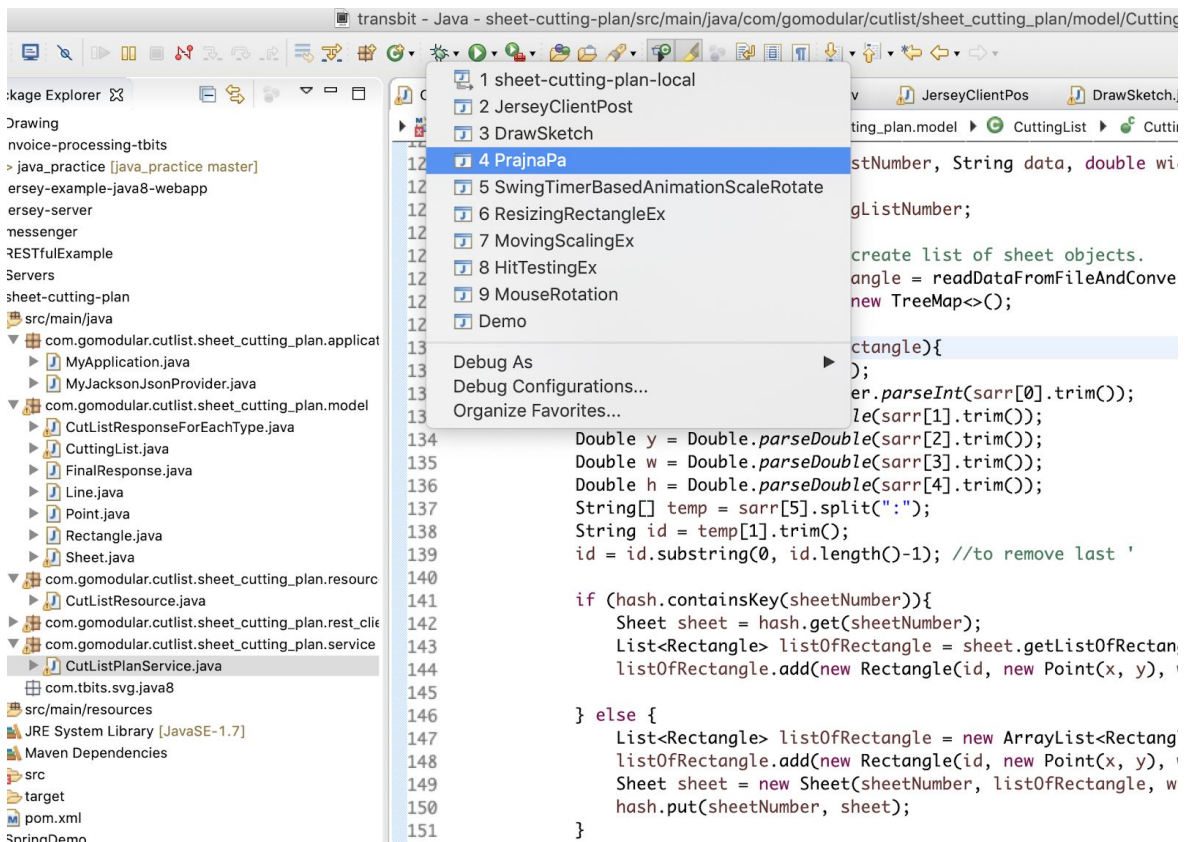 transbit - Java - sheet-cutting-plan/src/main/java/com/gomodular/cutlist/sheet_cutting_plan/model/Cutting
ckage Explorer
Drawing
nvoice-processing-tbits
> java_practice [java_practice master]
ersey-example-java8-webapp
ersey-server
messenger
RESTfulExample
Servers
sheet-cutting-plan
src/main/java
com.gomodular.cutlist.sheet_cutting_plan.applicat
MyApplication.java
MyJacksonJsonProvider.java
com.gomodular.cutlist.sheet_cutting_plan.model
CutListResponseForEachType.java
CuttingList.java
FinalResponse.java
Line.java
Point.java
Rectangle.java
Sheet.java
com.gomodular.cutlist.sheet_cutting_plan.resourc
CutListResource.java
com.gomodular.cutlist.sheet_cutting_plan.rest_clie
com.gomodular.cutlist.sheet_cutting_plan.service
CutListPlanService.java
com.tbits.svg.java8
src/main/resources
JRE System Library [JavaSE-1.7]
Maven Dependencies
src
target
pom.xml
SpringDemo
1 sheet-cutting-plan-local
2 JerseyClientPost
3 DrawSketch
4 PrajnaPa
5 SwingTimerBasedAnimationScaleRotate
6 ResizingRectangleEx
7 MovingScalingEx
8 HitTestingEx
9 MouseRotation
Demo
Debug As
Debug Configurations...
Organize Favorites...
JerseyClientPos
DrawSketch.j
ting_plan.model CuttingList Cutti
stNumber, String data, double wi
gListNumber;
create list of sheet objects.
angle = readDataFromFileAndConve
new TreeMap<>();
ctangle){
);
er.parseInt(sarr[0].trim());
le(sarr[1].trim());
134 Double y = Double.parseDouble(sarr[2].trim());
135 Double w = Double.parseDouble(sarr[3].trim());
136 Double h = Double.parseDouble(sarr[4].trim());
137 String[] temp = sarr[5].split(":");
138 String id = temp[1].trim();
139 id = id.substring(0, id.length()-1); //to remove last '
140
141 if (hash.containsKey(sheetNumber)){
142 Sheet sheet = hash.get(sheetNumber);
143 List<Rectangle> listOfRectangle = sheet.getListOfRectan
144 listOfRectangle.add(new Rectangle(id, new Point(x, y),
145
146 } else {
147 List<Rectangle> listOfRectangle = new ArrayList<Rectang
148 listOfRectangle.add(new Rectangle(id, new Point(x, y),
149 Sheet sheet = new Sheet(sheetNumber, listOfRectangle, w
150 hash.put(sheetNumber, sheet);
151 }